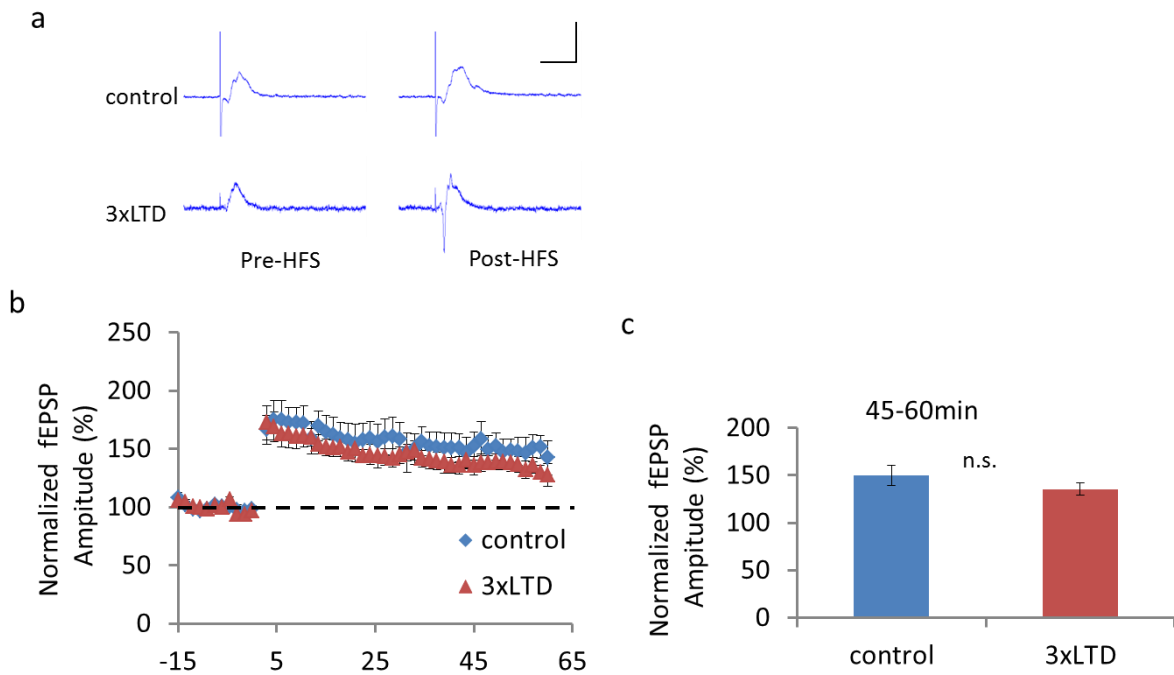 a
control
3xLTD
Pre-HFS
Post-HFS
b
Normalized fEPSP
Ampitude (%)
250
200
150
100
50
0
-15
5
25
45
65
control
3xLTD
c
45-60min
n.s.
Normalized fEPSP
Ampitude (%)
200
150
100
50
0
control
3xLTD